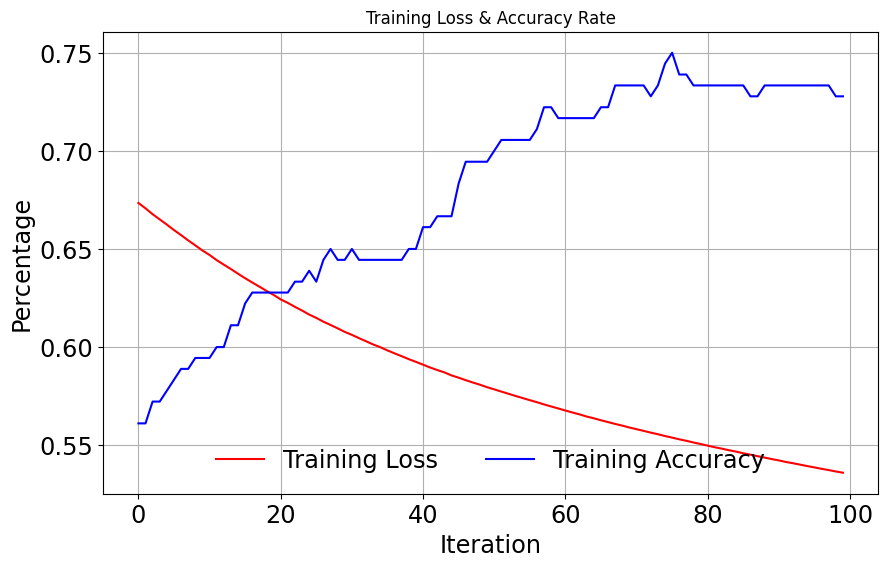 Training Loss & Accuracy Rate
0.75
0.70
0.65
0.60
0.55
Percentage
Training Loss
Training Accuracy
0 20 40 60 80 100
Iteration